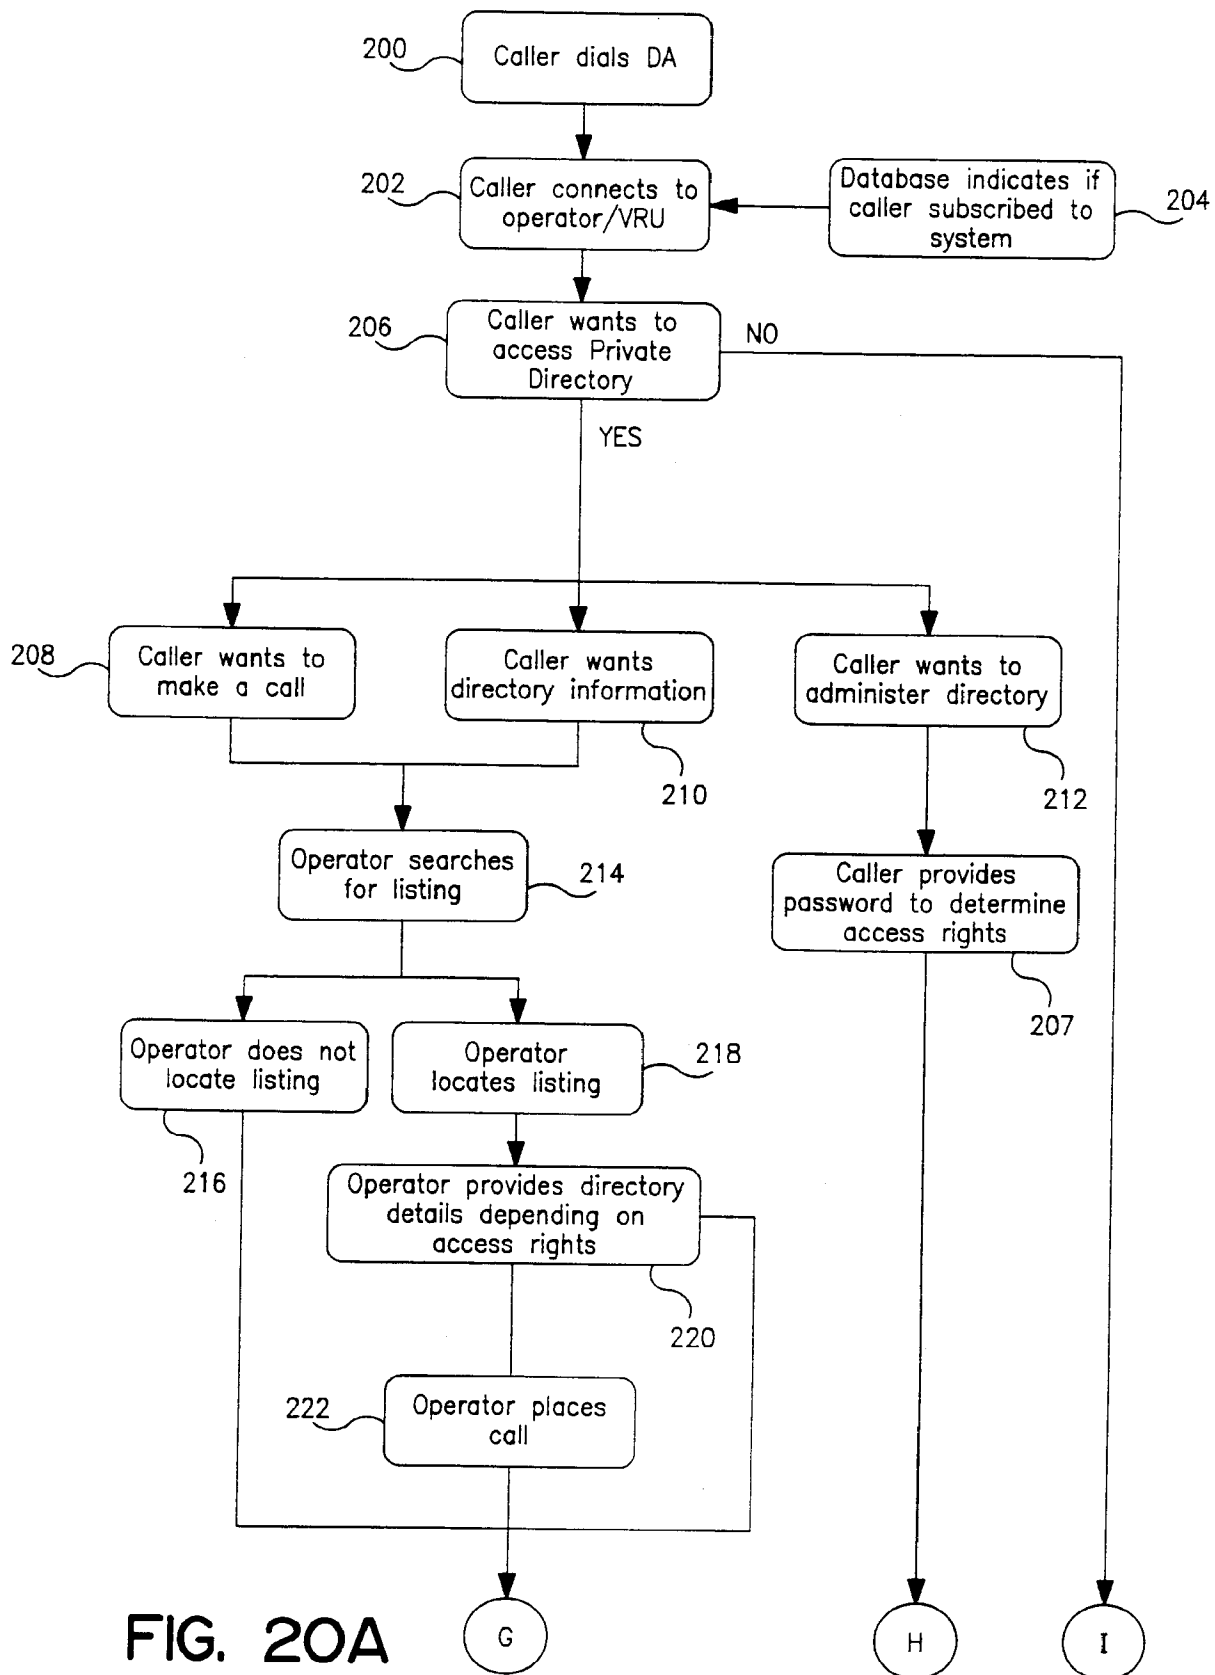 200
Caller dials DA
202
Caller connects to
operator/VRU
Database indicates if
caller subscribed to
system
204
206
Caller wants to
access Private
Directory
NO
YES
208
Caller wants to
make a call
Caller wants
directory information
210
Caller wants to
administer directory
212
Operator searches
for listing
214
Caller provides
password to determine
access rights
207
Operator does not
locate listing
216
Operator
locates listing
218
Operator provides directory
details depending on
access rights
220
222
Operator places
call
FIG. 20A
G
H
I